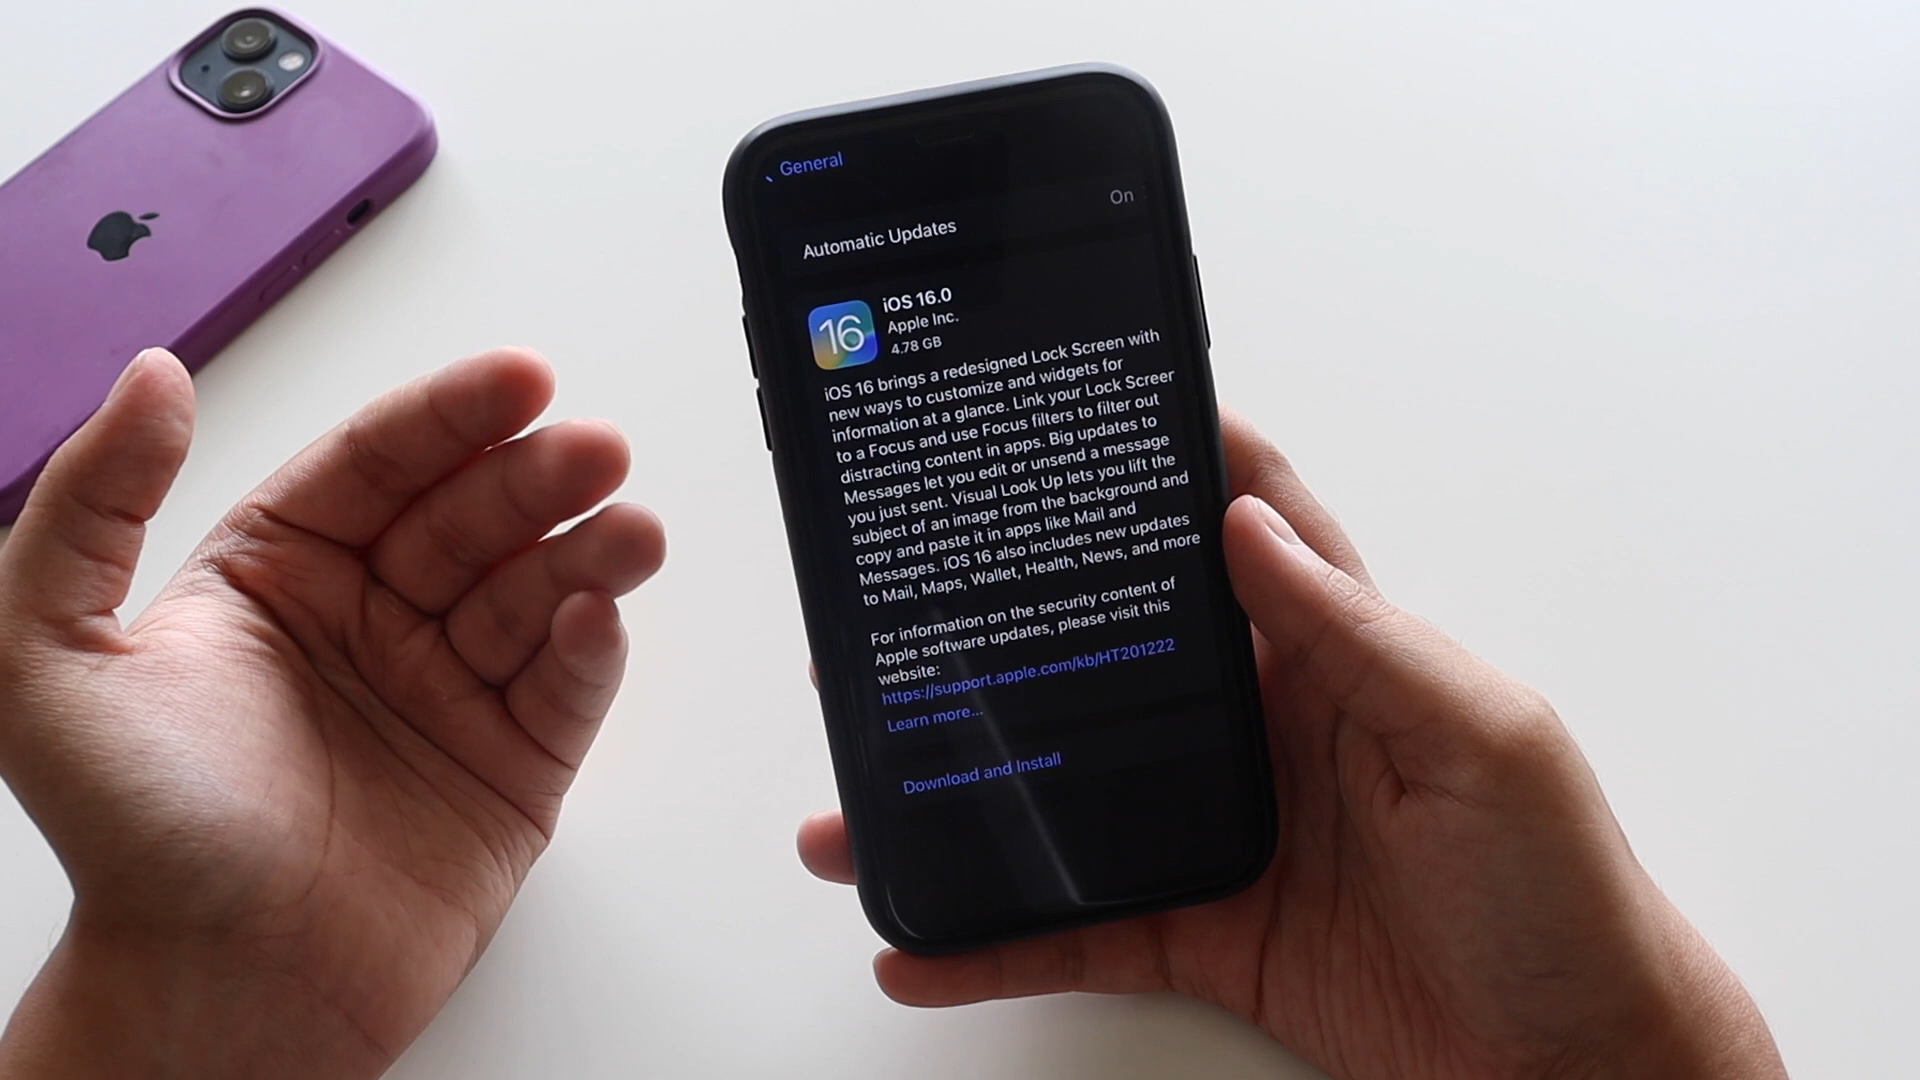 General
On
Automatic Updates
iOS 16.0
16
Apple Inc.
4.78 GB
iOS 16 brings a redesigned Lock Screen with
new ways to customize and widgets for
information at a glance. Link your Lock Screen
to a Focus and use Focus filters to filter out
distracting content in apps. Big updates to
Messages let you edit or unsend a message
you just sent. Visual Look Up lets you lift the
subject of an image from the background and
copy and paste it in apps like Mail and
Messages. iOS 16 also includes new updates
to Mail, Maps, Wallet, Health, News, and more
For information on the security content of
Apple software updates, please visit this
website:
https://support.apple.com/kb/HT201222
Learn more...
Download and Install